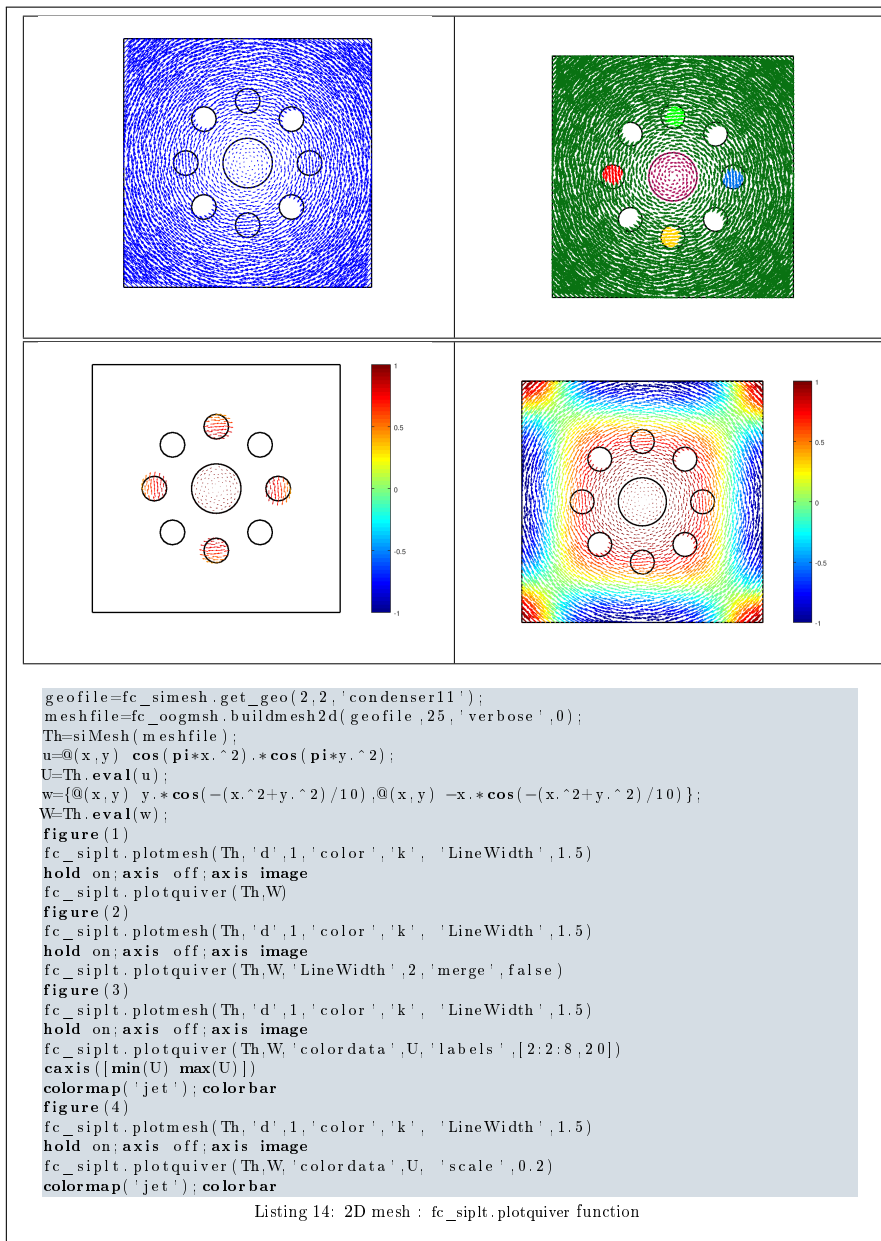 1
0.5
0
-0.5
-1
1
0.5
0
-0.5
-1
geofile=fc_simesh.get_geo(2,2,'condenser11');
meshfile=fc_oogmsh.buildmesh2d(geofile,25,'verbose',0);
Th=siMesh(meshfile);
u=@(x,y) cos(pi*x.^2).*cos(pi*y.^2);
U=Th.eval(u);
w={@(x,y) y.*cos(-(x.^2+y.^2)/10),@(x,y) -x.*cos(-(x.^2+y.^2)/10)};
W=Th.eval(w);
figure(1)
fc_siplt.plotmesh(Th,'d',1,'color','k', 'LineWidth',1.5)
hold on;axis off;axis image
fc_siplt.plotquiver(Th,W)
figure(2)
fc_siplt.plotmesh(Th,'d',1,'color','k', 'LineWidth',1.5)
hold on;axis off;axis image
fc_siplt.plotquiver(Th,W,'LineWidth',2,'merge',false)
figure(3)
fc_siplt.plotmesh(Th,'d',1,'color','k', 'LineWidth',1.5)
hold on;axis off;axis image
fc_siplt.plotquiver(Th,W,'colordata',U,'labels',[2:2:8,20])
caxis([min(U) max(U)])
colormap('jet');colorbar
figure(4)
fc_siplt.plotmesh(Th,'d',1,'color','k', 'LineWidth',1.5)
hold on;axis off;axis image
fc_siplt.plotquiver(Th,W,'colordata',U, 'scale',0.2)
colormap('jet');colorbar
Listing 14: 2D mesh : fc_siplt.plotquiver function